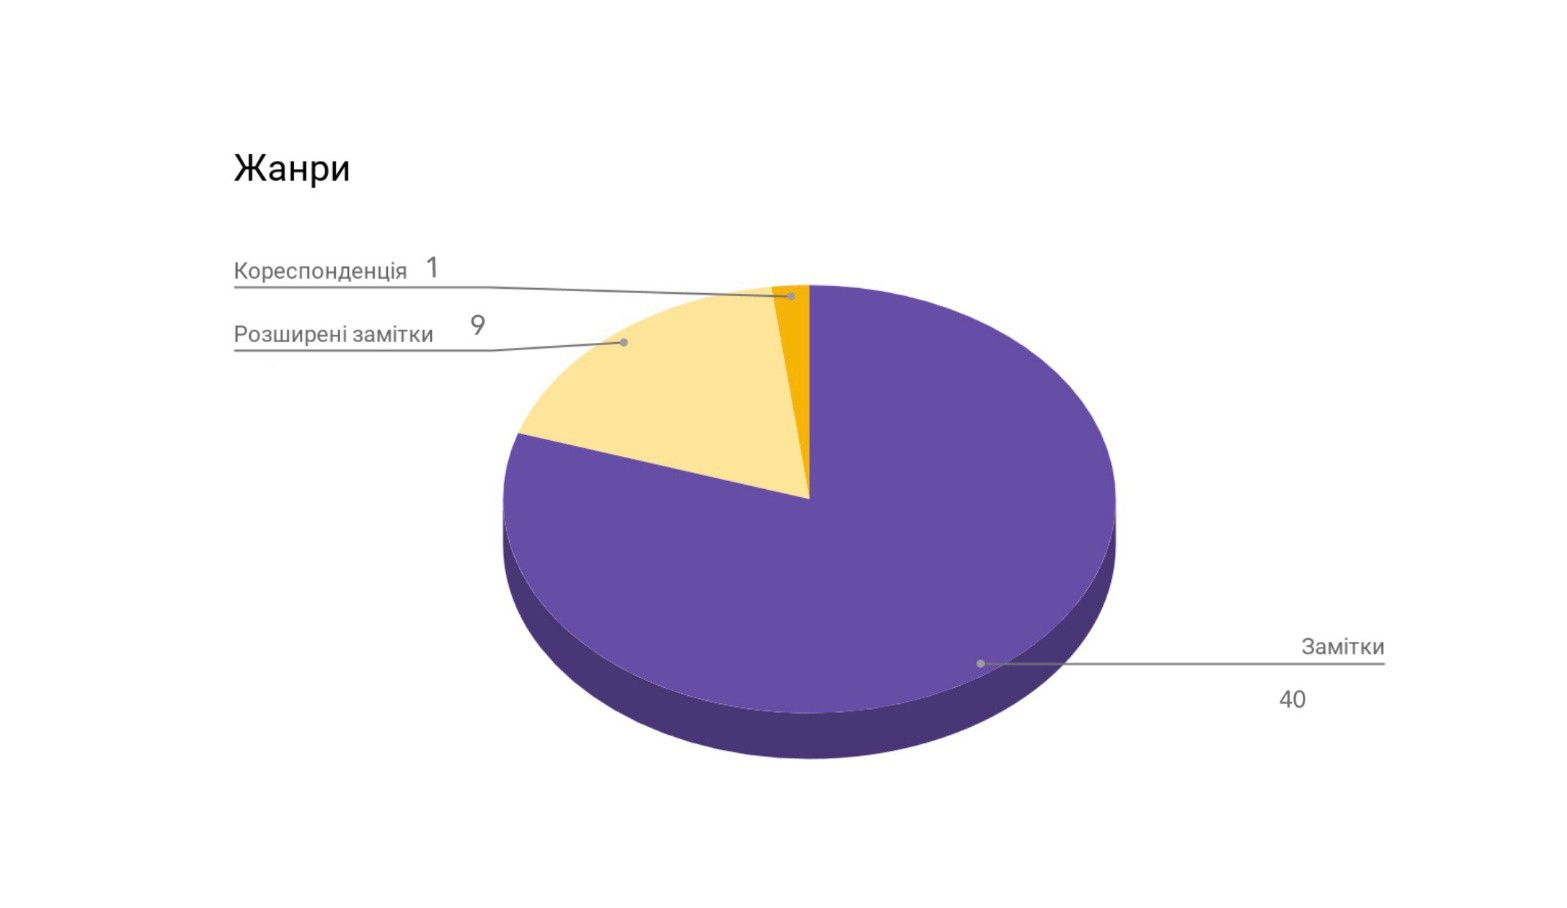 Жанри
Кореспонденція 1
Розширені замітки 9
Замітки
40